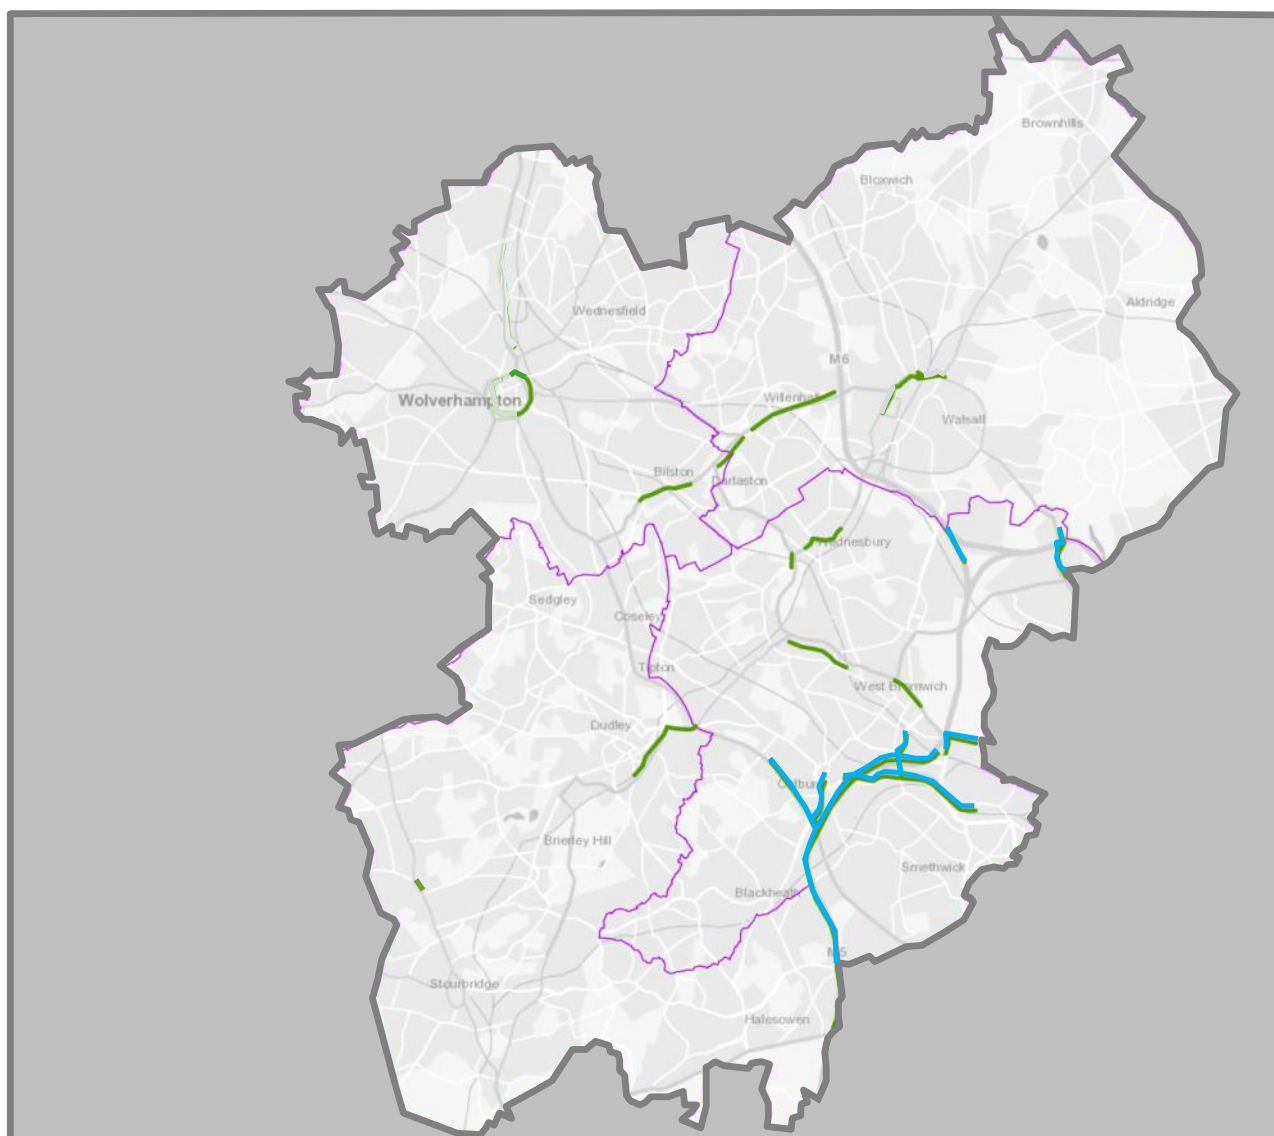 Brownhills
Bloxwich
Aldridge
Wednesfield
M6
Willenhall
Wolverhampton
Walsall
Bilston
Darlaston
Wednesbury
Sedgley
Coseley
Tipton
West Bromwich
Dudley
Oldbury
Brierley Hill
Smethwick
Blackheath
M5
Stourbridge
Halesowen